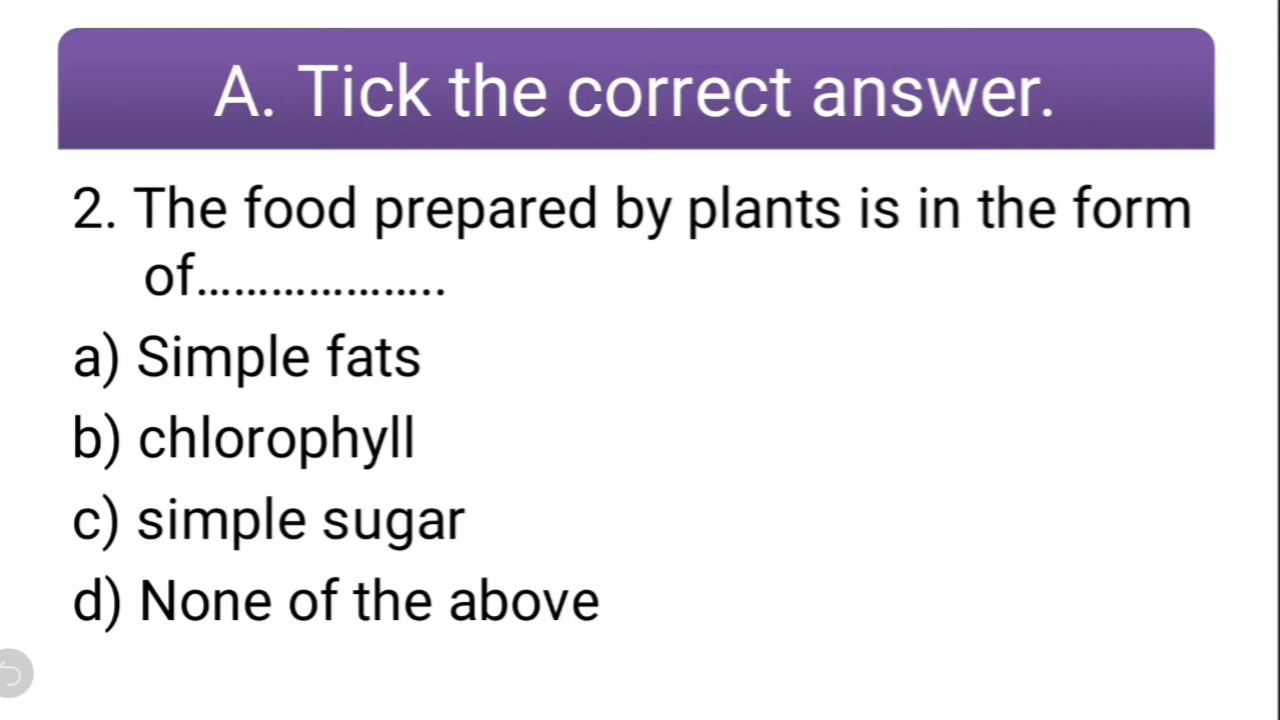 A. Tick the correct answer.
2. The food prepared by plants is in the form
of………………..
a) Simple fats
b) chlorophyll
c) simple sugar
d) None of the above